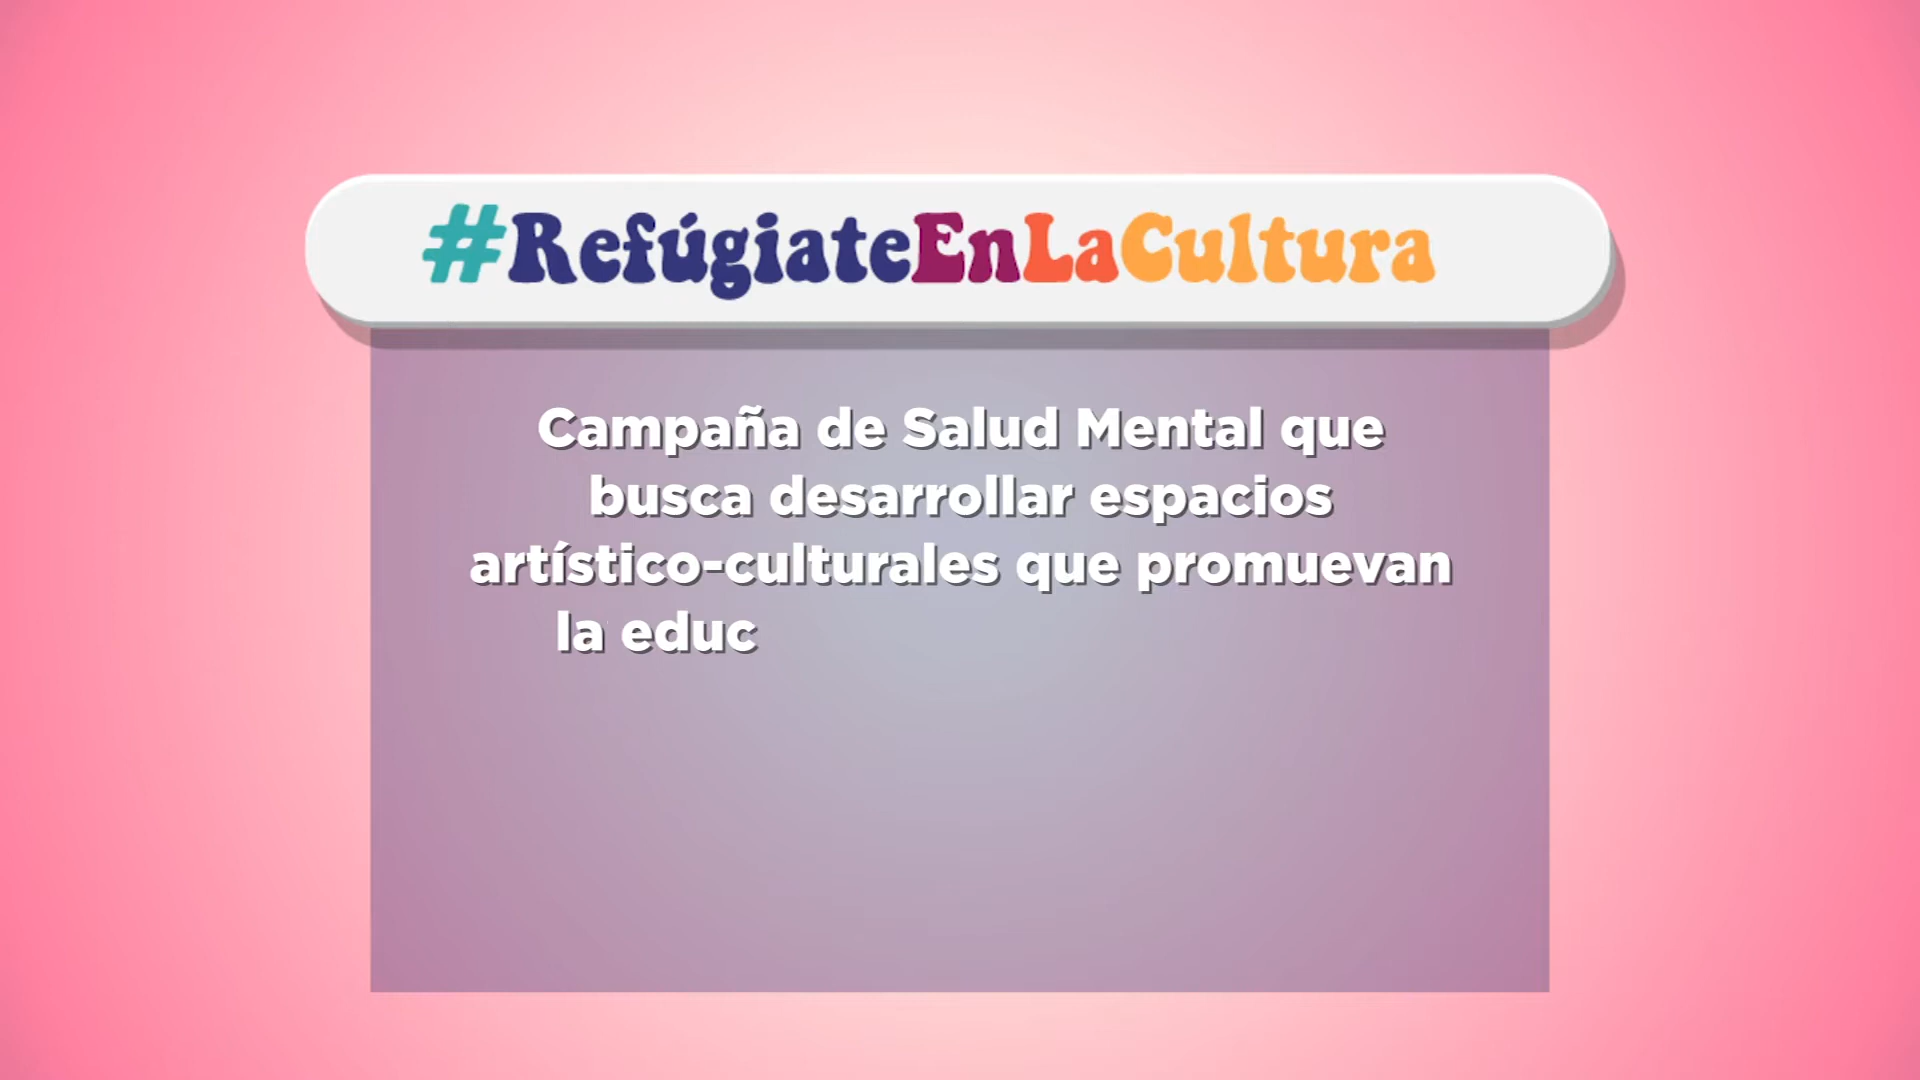 #RefúgiateEnLaCultura
Campaña de Salud Mental que
busca desarrollar espacios
artístico-culturales que promuevan
la educ